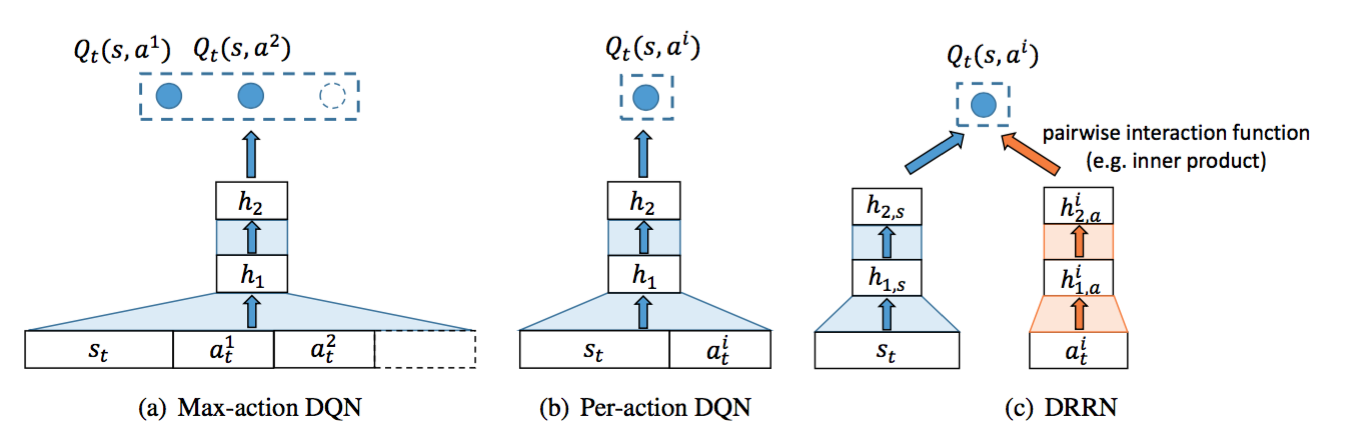 Q_t(s, a^1) Q_t(s, a^2)
h_2
h_1
s_t a_t^1 a_t^2
(a) Max-action DQN
Q_t(s, a^i)
h_2
h_1
s_t a_t^i
(b) Per-action DQN
Q_t(s, a^i)
pairwise interaction function
(e.g. inner product)
h_{2,s} h_{2,a}^i
h_{1,s} h_{1,a}^i
s_t a_t^i
(c) DRRN